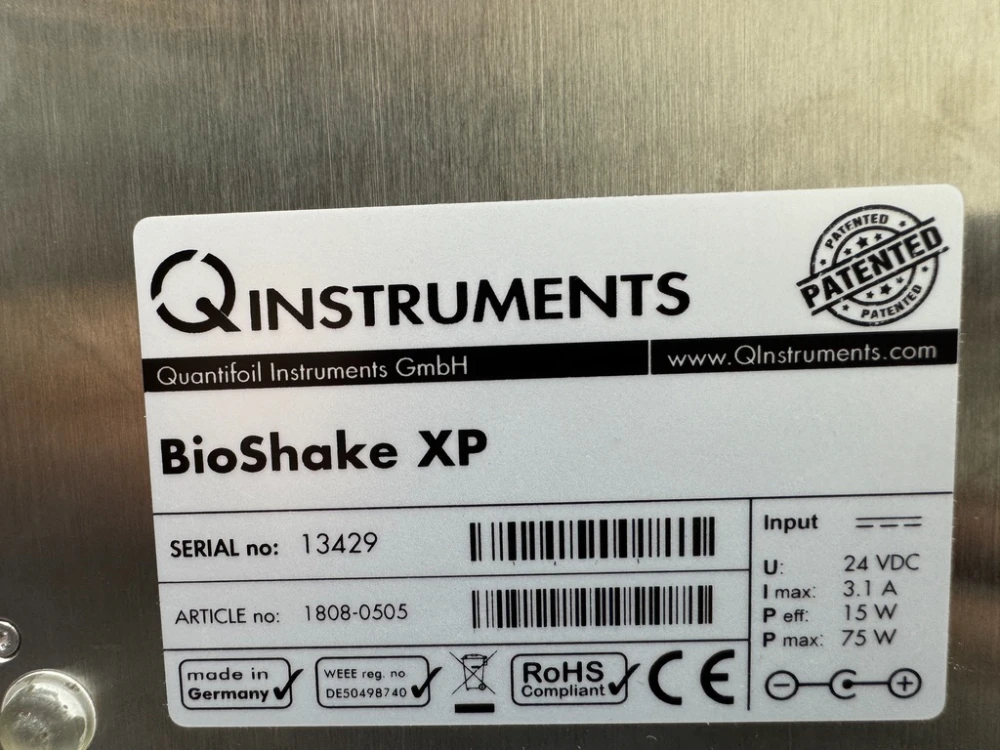 QINSTRUMENTS
PATENTED
PATENTED
PATENTED
Quantifoil Instruments GmbH
www.QInstruments.com
BioShake XP
SERIAL no: 13429
ARTICLE no: 1808-0505
Input
U: 24 VDC
I max: 3.1 A
P eff: 15 W
P max: 75 W
made in
Germany
WEEE reg. no
DE50498740
RoHS
Compliant
CE